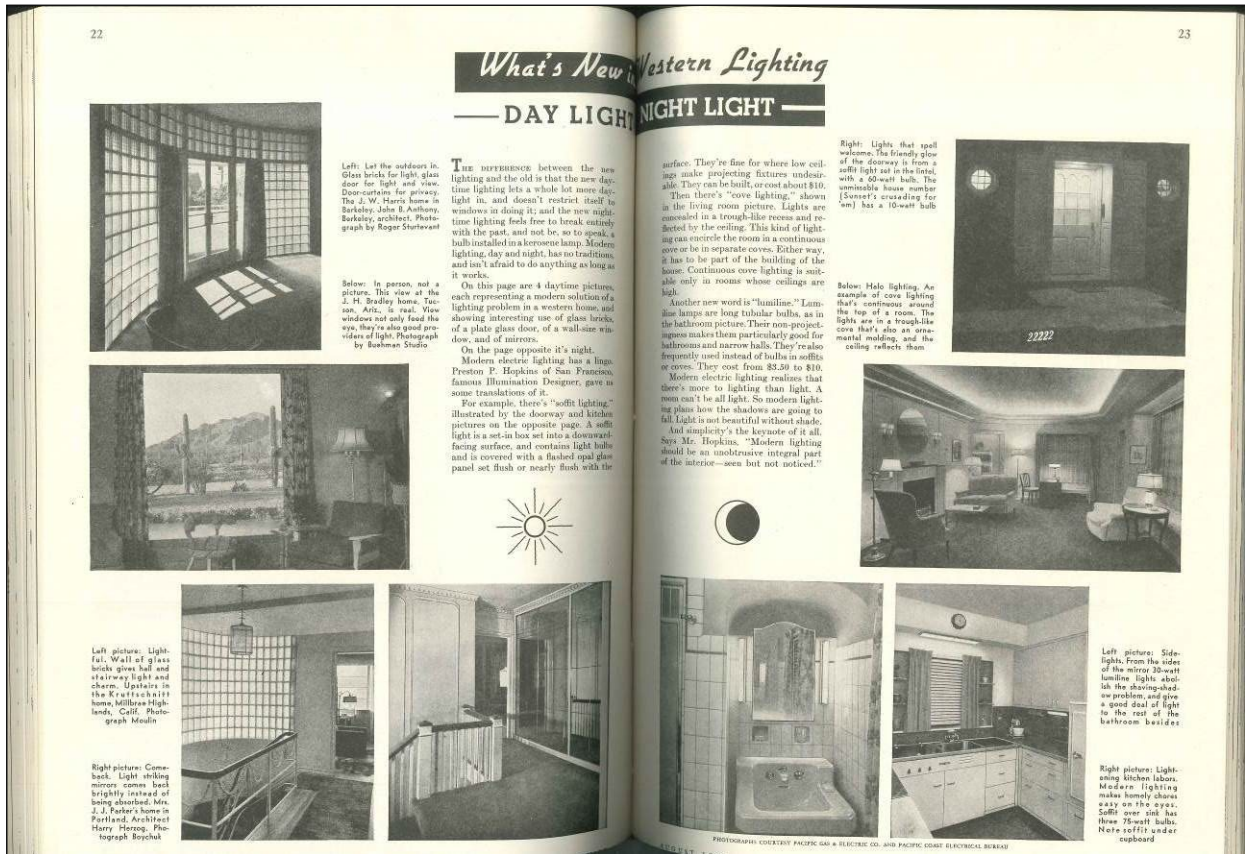 22
23
What's New in Western Lighting
DAY LIGHT
NIGHT LIGHT
Left: Let the outdoors in.
Glass bricks for light, glass
door for light and view.
Door-curtains for privacy.
The J. W. Harris home in
Berkeley. John B. Anthony,
Berkeley, architect. Photo-
graph by Roger Sturtevant
Below: In person, not a
picture. This view at the
J. H. Bradley home, Tuc-
son, Ariz., is real. View
windows not only feed the
eye, they're also good pro-
viders of light. Photograph
by Buehman Studio
THE DIFFERENCE between the new
lighting and the old is that the new day-
time lighting lets a whole lot more day-
light in, and doesn't restrict itself to
windows in doing it; and the new night-
time lighting feels free to break entirely
with the past, and not be, so to speak, a
bulb installed in a kerosene lamp. Modern
lighting, day and night, has no traditions,
and isn't afraid to do anything as long as
it works.
On this page are 4 daytime pictures,
each representing a modern solution of a
lighting problem in a western home, and
showing interesting use of glass bricks,
of a plate glass door, of a wall-size win-
dow, and of mirrors.
On the page opposite it's night.
Modern electric lighting has a lingo.
Preston P. Hopkins of San Francisco,
famous Illumination Designer, gave us
some translations of it.
For example, there's "soffit lighting,"
illustrated by the doorway and kitchen
pictures on the opposite page. A soffit
light is a set-in box set into a downward-
facing surface, and contains light bulbs
and is covered with a flashed opal glass
panel set flush or nearly flush with the
surface. They're fine for where low ceil-
ings make projecting fixtures undesir-
able. They can be built, or cost about $10.
Then there's "cove lighting," shown
in the living room picture. Lights are
concealed in a trough-like recess and re-
flected by the ceiling. This kind of light-
ing can encircle the room in a continuous
cove or be in separate coves. Either way,
it has to be part of the building of the
house. Continuous cove lighting is suit-
able only in rooms whose ceilings are
high.
Another new word is "lumiline." Lum-
iline lamps are long tubular bulbs, as in
the bathroom picture. Their non-project-
ingness makes them particularly good for
bathrooms and narrow halls. They're also
frequently used instead of bulbs in soffits
or coves. They cost from $3.50 to $10.
Modern electric lighting realizes that
there's more to lighting than light. A
room can't be all light. So modern light-
ing plans how the shadows are going to
fall. Light is not beautiful without shade.
And simplicity's the keynote of it all.
Says Mr. Hopkins, "Modern lighting
should be an unobtrusive integral part
of the interior—seen but not noticed."
Right: Lights that spell
welcome. The friendly glow
of the doorway is from a
soffit light set in the lintel,
with a 60-watt bulb. The
unmissable house number
(Sunset's crusading for
'em) has a 10-watt bulb
Below: Halo lighting. An
example of cove lighting
that's continuous around
the top of a room. The
lights are in a trough-like
cove that's also an orna-
mental molding, and the
ceiling reflects them
22222
Left picture: Light-
ful. Wall of glass
bricks gives hall and
stairway light and
charm. Upstairs in
the Kruttschnitt
home, Millbrae High-
lands, Calif. Photo-
graph Moulin
Right picture: Come-
back. Light striking
mirrors comes back
brightly instead of
being absorbed. Mrs.
J. J. Parker's home in
Portland. Architect
Harry Herzog. Pho-
tograph Boychuk
Left picture: Side-
lights. From the sides
of the mirror 30-watt
lumiline lights abol-
ish the shaving-shad-
ow problem, and give
a good deal of light
to the rest of the
bathroom besides
Right picture: Light-
ening kitchen labors.
Modern lighting
makes homely chores
easy on the eyes.
Soffit over sink has
three 75-watt bulbs.
Note soffit under
cupboard
PHOTOGRAPHS COURTESY PACIFIC GAS & ELECTRIC CO. AND PACIFIC COAST ELECTRICAL BUREAU
AUGUST